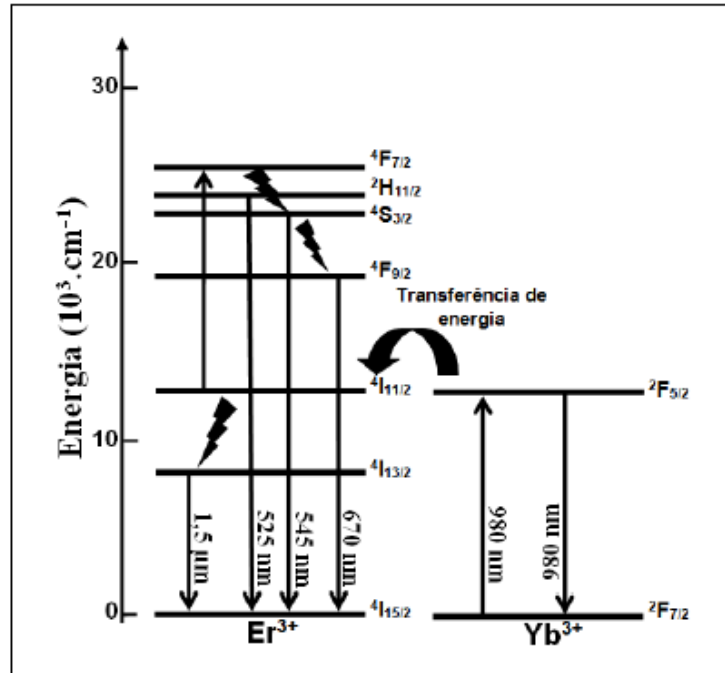 Energia (10³.cm⁻¹)
30
20
10
0
⁴F₇/₂
²H₁₁/₂
⁴S₃/₂
⁴F₉/₂
⁴I₁₁/₂
⁴I₁₃/₂
⁴I₁₅/₂
1,5 µm
525 nm
545 nm
670 nm
Er³⁺
Transferência de
energia
²F₅/₂
980 nm
980 nm
²F₇/₂
Yb³⁺